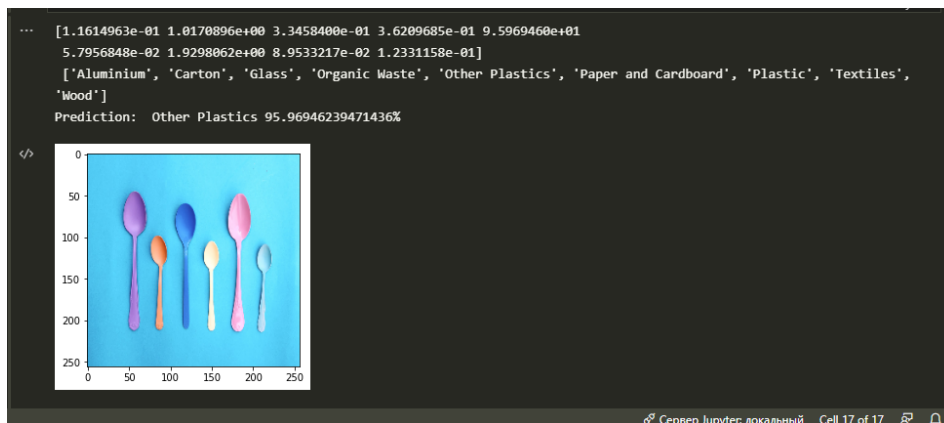 [1.1614963e-01 1.0170896e+00 3.3458400e-01 3.6209685e-01 9.5969460e+01
5.7956848e-02 1.9298062e+00 8.9533217e-02 1.2331158e-01]
['Aluminium', 'Carton', 'Glass', 'Organic Waste', 'Other Plastics', 'Paper and Cardboard', 'Plastic', 'Textiles',
'Wood']
Prediction:  Other Plastics 95.96946239471436%
0
50
100
150
200
250
0 50 100 150 200 250
Сервер Jupyter: локальный Cell 17 of 17